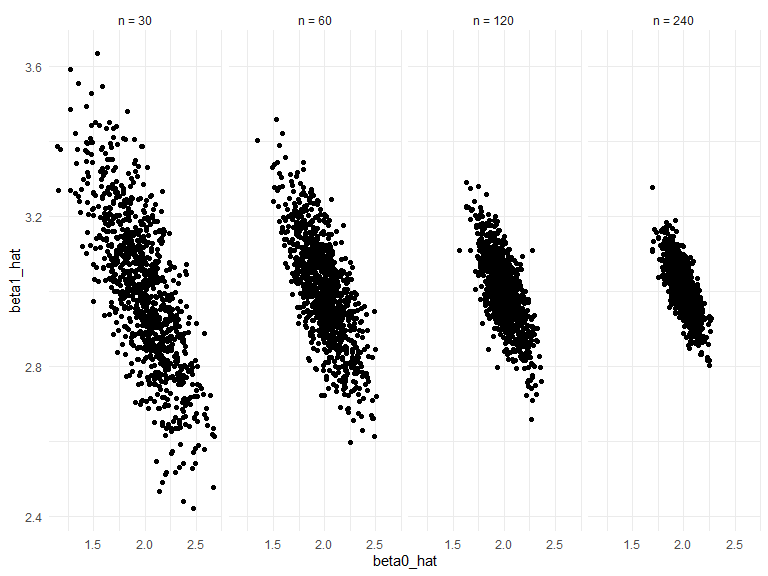 n = 30 n = 60 n = 120 n = 240
3.6
3.2
2.8
2.4
beta1_hat
1.5 2.0 2.5 1.5 2.0 2.5 1.5 2.0 2.5 1.5 2.0 2.5
beta0_hat